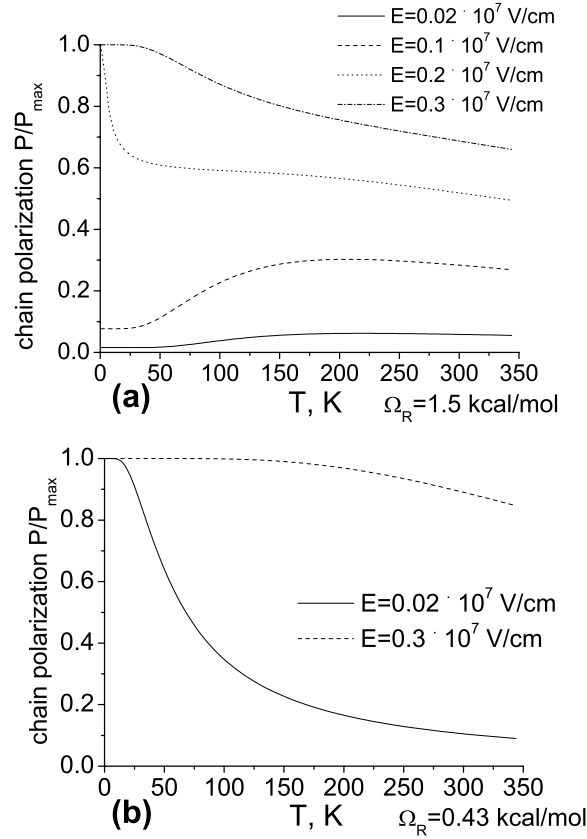 E=0.02 · 10^7 V/cm
E=0.1 · 10^7 V/cm
E=0.2 · 10^7 V/cm
E=0.3 · 10^7 V/cm
chain polarization P/P_max
1.0
0.8
0.6
0.4
0.2
0.0
0 50 100 150 200 250 300 350
(a) T, K Ω_R=1.5 kcal/mol
chain polarization P/P_max
1.0
0.8
0.6
0.4
0.2
0.0
E=0.02 · 10^7 V/cm
E=0.3 · 10^7 V/cm
0 50 100 150 200 250 300 350
(b) T, K Ω_R=0.43 kcal/mol